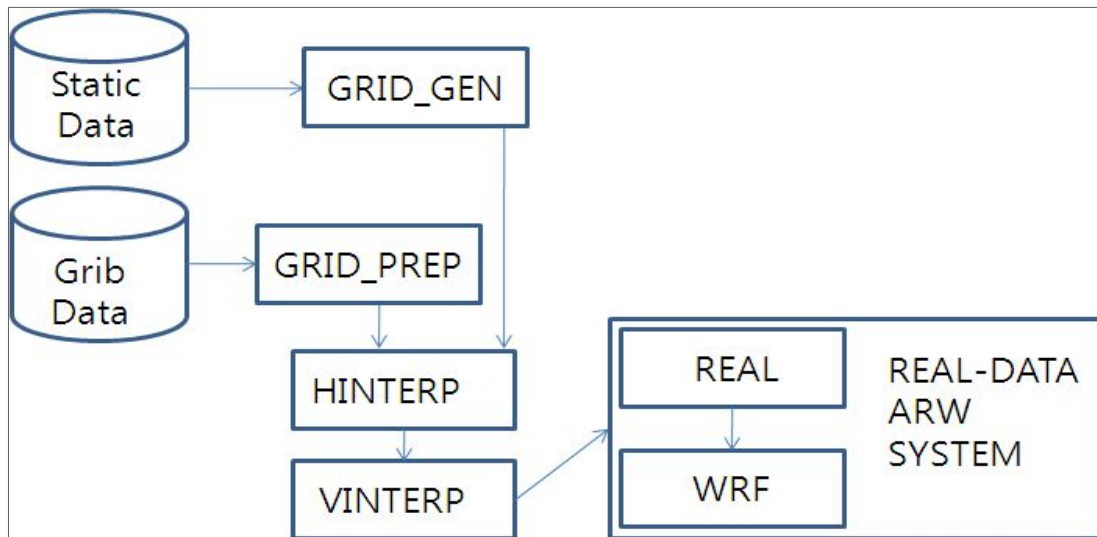 Static
Data
GRID_GEN
Grib
Data
GRID_PREP
HINTERP
VINTERP
REAL
WRF
REAL-DATA
ARW
SYSTEM